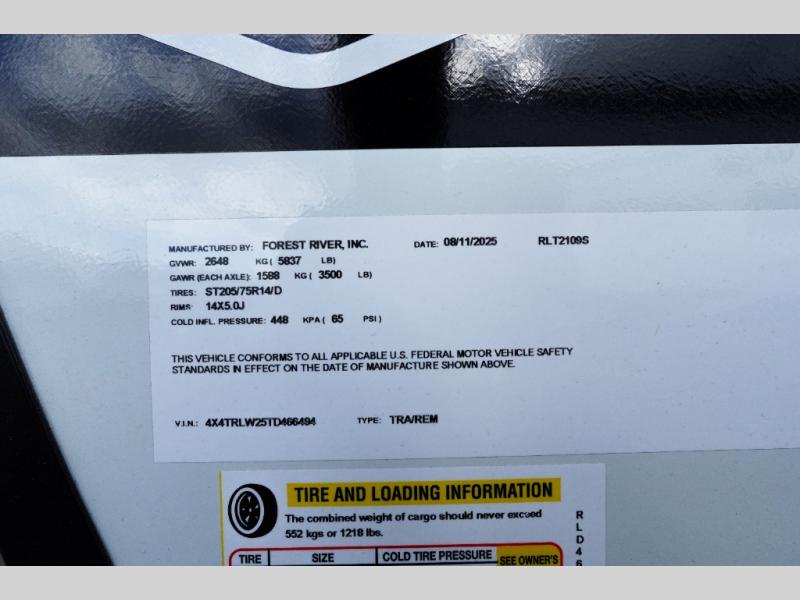 MANUFACTURED BY: FOREST RIVER, INC. DATE: 08/11/2025 RLT2109S
GVWR: 2648 KG ( 5837 LB)
GAWR (EACH AXLE): 1588 KG ( 3500 LB)
TIRES: ST205/75R14/D
RIMS: 14X5.0J
COLD INFL. PRESSURE: 448 KPA ( 65 PSI )
THIS VEHICLE CONFORMS TO ALL APPLICABLE U.S. FEDERAL MOTOR VEHICLE SAFETY
STANDARDS IN EFFECT ON THE DATE OF MANUFACTURE SHOWN ABOVE.
V.I.N.: 4X4TRLW25TD466494 TYPE: TRA/REM
TIRE AND LOADING INFORMATION
The combined weight of cargo should never exceed
552 kgs or 1218 lbs.
TIRE SIZE COLD TIRE PRESSURE SEE OWNER'S
RLD46